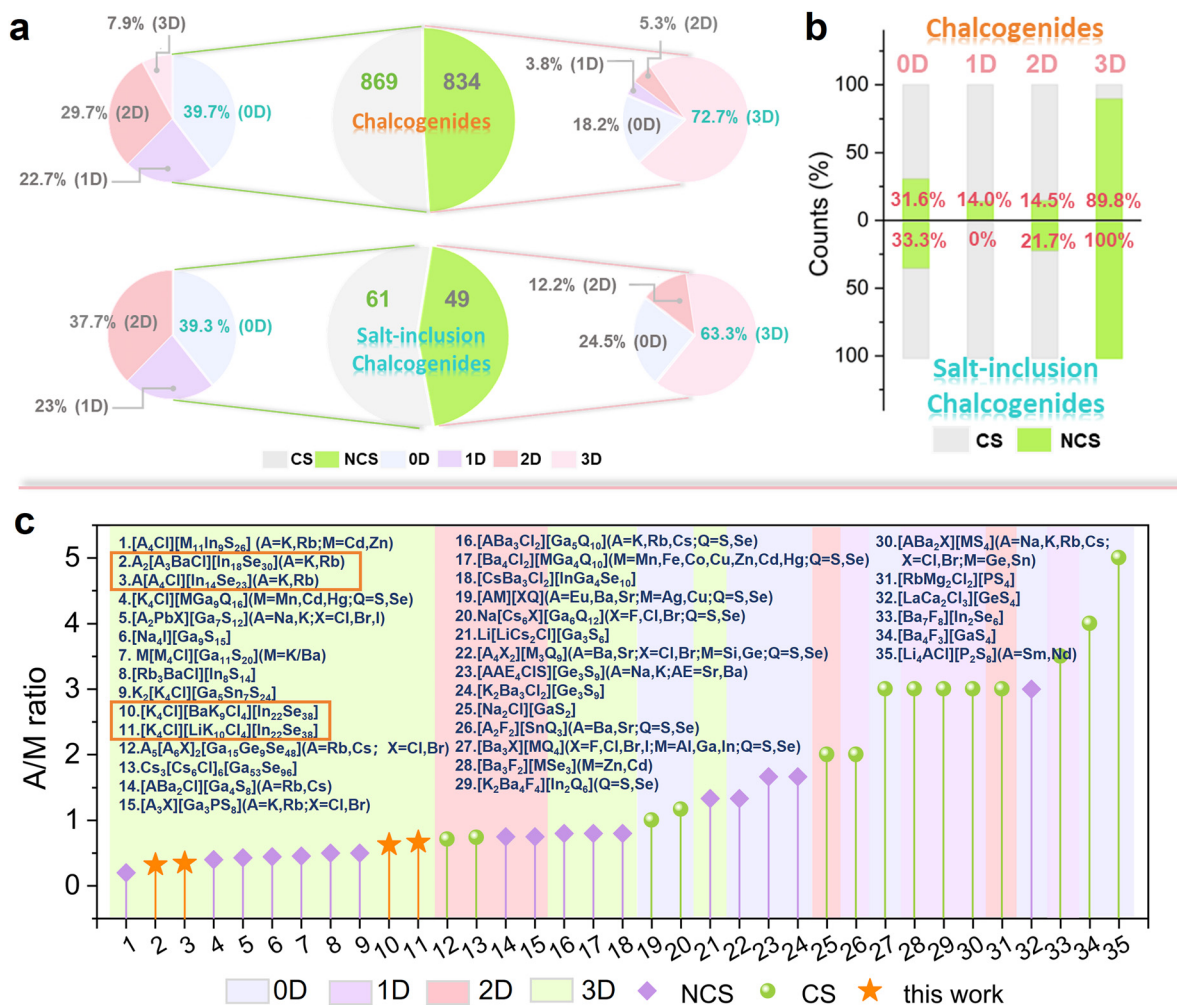 a
7.9% (3D)
29.7% (2D)
39.7% (0D)
22.7% (1D)
869
834
Chalcogenides
5.3% (2D)
3.8% (1D)
18.2% (0D)
72.7% (3D)
37.7% (2D)
39.3 % (0D)
23% (1D)
61
49
Salt-inclusion
Chalcogenides
12.2% (2D)
24.5% (0D)
63.3% (3D)
CS NCS 0D 1D 2D 3D
b
Chalcogenides
0D 1D 2D 3D
100
50
0
50
100
Counts (%)
31.6% 14.0% 14.5% 89.8%
33.3% 0% 21.7% 100%
Salt-inclusion
Chalcogenides
CS NCS
c
A/M ratio
5
4
3
2
1
0
1.[A4Cl][M11In9S26] (A=K,Rb;M=Cd,Zn)
2.A2[A3BaCl][In18Se30](A=K,Rb)
3.A[A4Cl][In14Se23](A=K,Rb)
4.[K4Cl][MGa9Q16](M=Mn,Cd,Hg;Q=S,Se)
5.[A2PbX][Ga7S12](A=Na,K;X=Cl,Br,I)
6.[Na4I][Ga9S15]
7. M[M4Cl][Ga11S20](M=K/Ba)
8.[Rb3BaCl][In8S14]
9.K2[K4Cl][Ga5Sn7S24]
10.[K4Cl][BaK9Cl4][In22Se38]
11.[K4Cl][LiK10Cl4][In22Se38]
12.A5[A6X]2[Ga15Ge9Se48](A=Rb,Cs; X=Cl,Br)
13.Cs3[Cs6Cl]6[Ga53Se96]
14.[ABa2Cl][Ga4S8](A=Rb,Cs)
15.[A3X][Ga3PS8](A=K,Rb;X=Cl,Br)
16.[ABa3Cl2][Ga5Q10](A=K,Rb,Cs;Q=S,Se)
17.[Ba4Cl2][MGa4Q10](M=Mn,Fe,Co,Cu,Zn,Cd,Hg;Q=S,Se)
18.[CsBa3Cl2][InGa4Se10]
19.[AM][XQ](A=Eu,Ba,Sr;M=Ag,Cu;Q=S,Se)
20.Na[Cs6X][Ga6Q12](X=F,Cl,Br;Q=S,Se)
21.Li[LiCs2Cl][Ga3S6]
22.[A4X2][M3Q9](A=Ba,Sr;X=Cl,Br;M=Si,Ge;Q=S,Se)
23.[AAE4ClS][Ge3S9](A=Na,K;AE=Sr,Ba)
24.[K2Ba3Cl2][Ge3S9]
25.[Na2Cl][GaS2]
26.[A2F2][SnQ3](A=Ba,Sr;Q=S,Se)
27.[Ba3X][MQ4](X=F,Cl,Br,I;M=Al,Ga,In;Q=S,Se)
28.[Ba3F2][MSe3](M=Zn,Cd)
29.[K2Ba4F4][In2Q6](Q=S,Se)
30.[ABa2X][MS4](A=Na,K,Rb,Cs;
X=Cl,Br;M=Ge,Sn)
31.[RbMg2Cl2][PS4]
32.[LaCa2Cl3][GeS4]
33.[Ba7F8][In2Se6]
34.[Ba4F3][GaS4]
35.[Li4ACl][P2S8](A=Sm,Nd)
1 2 3 4 5 6 7 8 9 10 11 12 13 14 15 16 17 18 19 20 21 22 23 24 25 26 27 28 29 30 31 32 33 34 35
0D 1D 2D 3D NCS CS this work